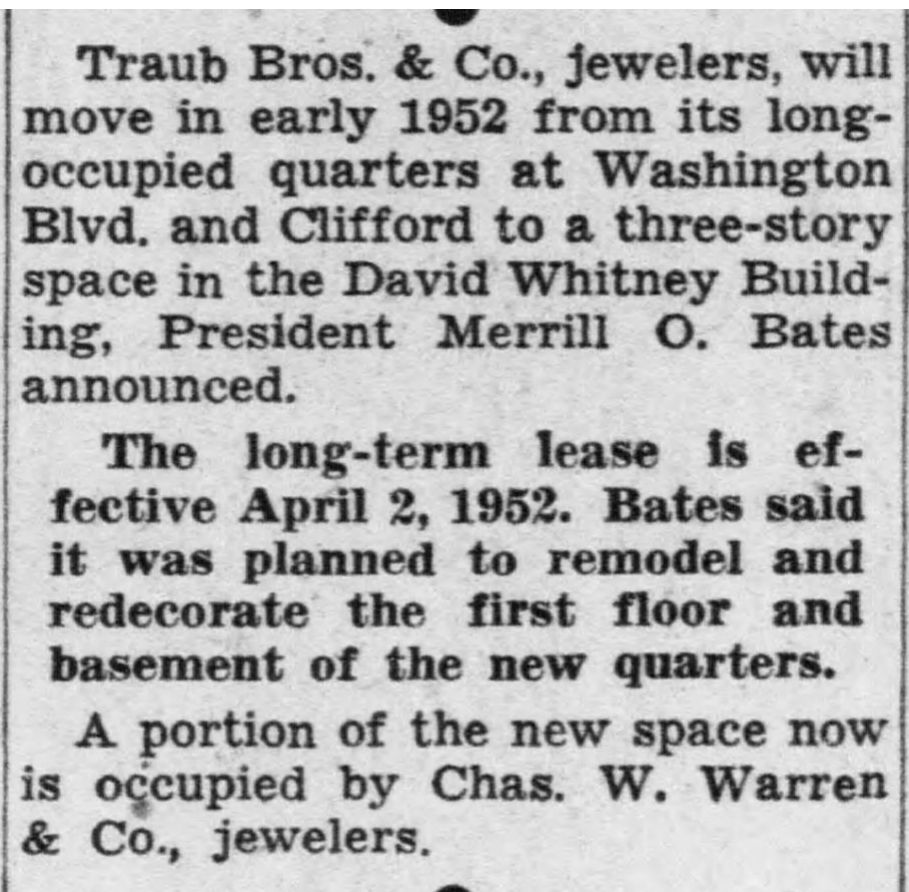 Traub Bros. & Co., jewelers, will
move in early 1952 from its long-
occupied quarters at Washington
Blvd. and Clifford to a three-story
space in the David Whitney Build-
ing, President Merrill O. Bates
announced.
The long-term lease is ef-
fective April 2, 1952. Bates said
it was planned to remodel and
redecorate the first floor and
basement of the new quarters.
A portion of the new space now
is occupied by Chas. W. Warren
& Co., jewelers.